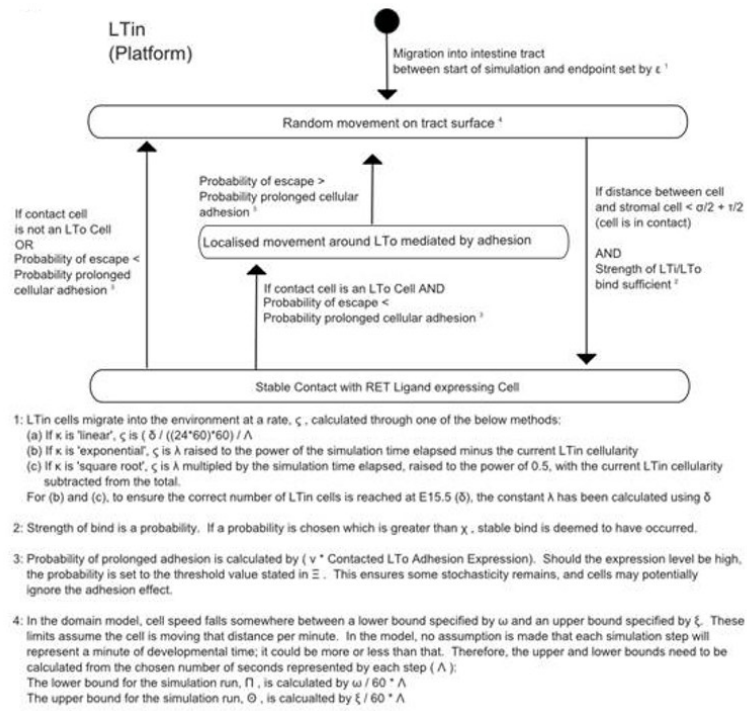 LTin
(Platform)
Migration into intestine tract
between start of simulation and endpoint set by ε ¹
Random movement on tract surface ⁴
Probability of escape >
Probability prolonged cellular
adhesion ³
If contact cell
is not an LTo Cell
OR
Probability of escape <
Probability prolonged
cellular adhesion ³
Localised movement around LTo mediated by adhesion
If distance between cell
and stromal cell < σ/2 + τ/2
(cell is in contact)
AND
Strength of LTi/LTo
bind sufficient ²
If contact cell is an LTo Cell AND
Probability of escape <
Probability prolonged cellular adhesion ³
Stable Contact with RET Ligand expressing Cell
1: LTin cells migrate into the environment at a rate, ς , calculated through one of the below methods:
(a) If κ is 'linear', ς is ( δ / ((24*60)*60) / Λ
(b) If κ is 'exponential', ς is λ raised to the power of the simulation time elapsed minus the current LTin cellularity
(c) If κ is 'square root', ς is λ multipled by the simulation time elapsed, raised to the power of 0.5, with the current LTin cellularity
subtracted from the total.
For (b) and (c), to ensure the correct number of LTin cells is reached at E15.5 (δ), the constant λ has been calculated using δ
2: Strength of bind is a probability. If a probability is chosen which is greater than χ , stable bind is deemed to have occurred.
3: Probability of prolonged adhesion is calculated by ( ν * Contacted LTo Adhesion Expression). Should the expression level be high,
the probability is set to the threshold value stated in Ξ . This ensures some stochasticity remains, and cells may potentially
ignore the adhesion effect.
4: In the domain model, cell speed falls somewhere between a lower bound specified by ω and an upper bound specified by ξ. These
limits assume the cell is moving that distance per minute. In the model, no assumption is made that each simulation step will
represent a minute of developmental time; it could be more or less than that. Therefore, the upper and lower bounds need to be
calculated from the chosen number of seconds represented by each step ( Λ ):
The lower bound for the simulation run, Π , is calculated by ω / 60 * Λ
The upper bound for the simulation run, Θ , is calcualted by ξ / 60 * Λ